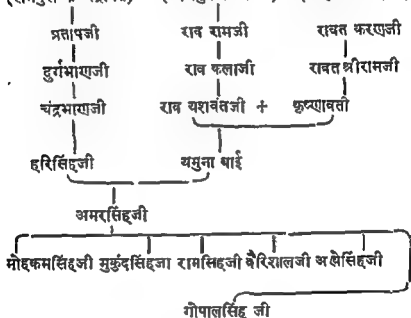 प्रतापजी राव रामजी रावत करणजी
दुर्गभाणजी राव कलाजी रावत श्रीरामजी
चंद्रभाणजी राव यशवंतजी + कृष्णावती
हरिसिंहजी यमुना बाई
अमरसिंहजी
मोहकमसिंहजी मुकुंदसिंहजी रामसिंहजी बैरिशालजी अखेसिंहजी
गोपालसिंह जी